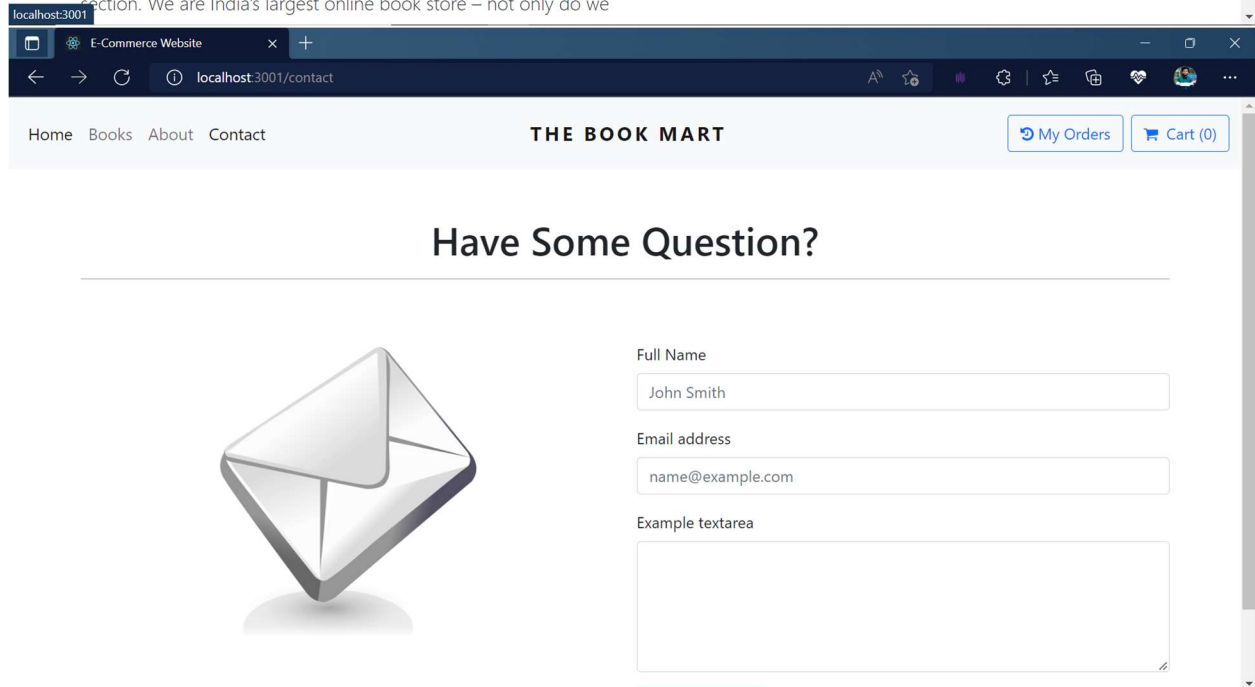 section. We are India's largest online book store – not only do we
localhost:3001
E-Commerce Website
localhost:3001/contact
Home Books About Contact THE BOOK MART My Orders Cart (0)
Have Some Question?
Full Name
John Smith
Email address
name@example.com
Example textarea